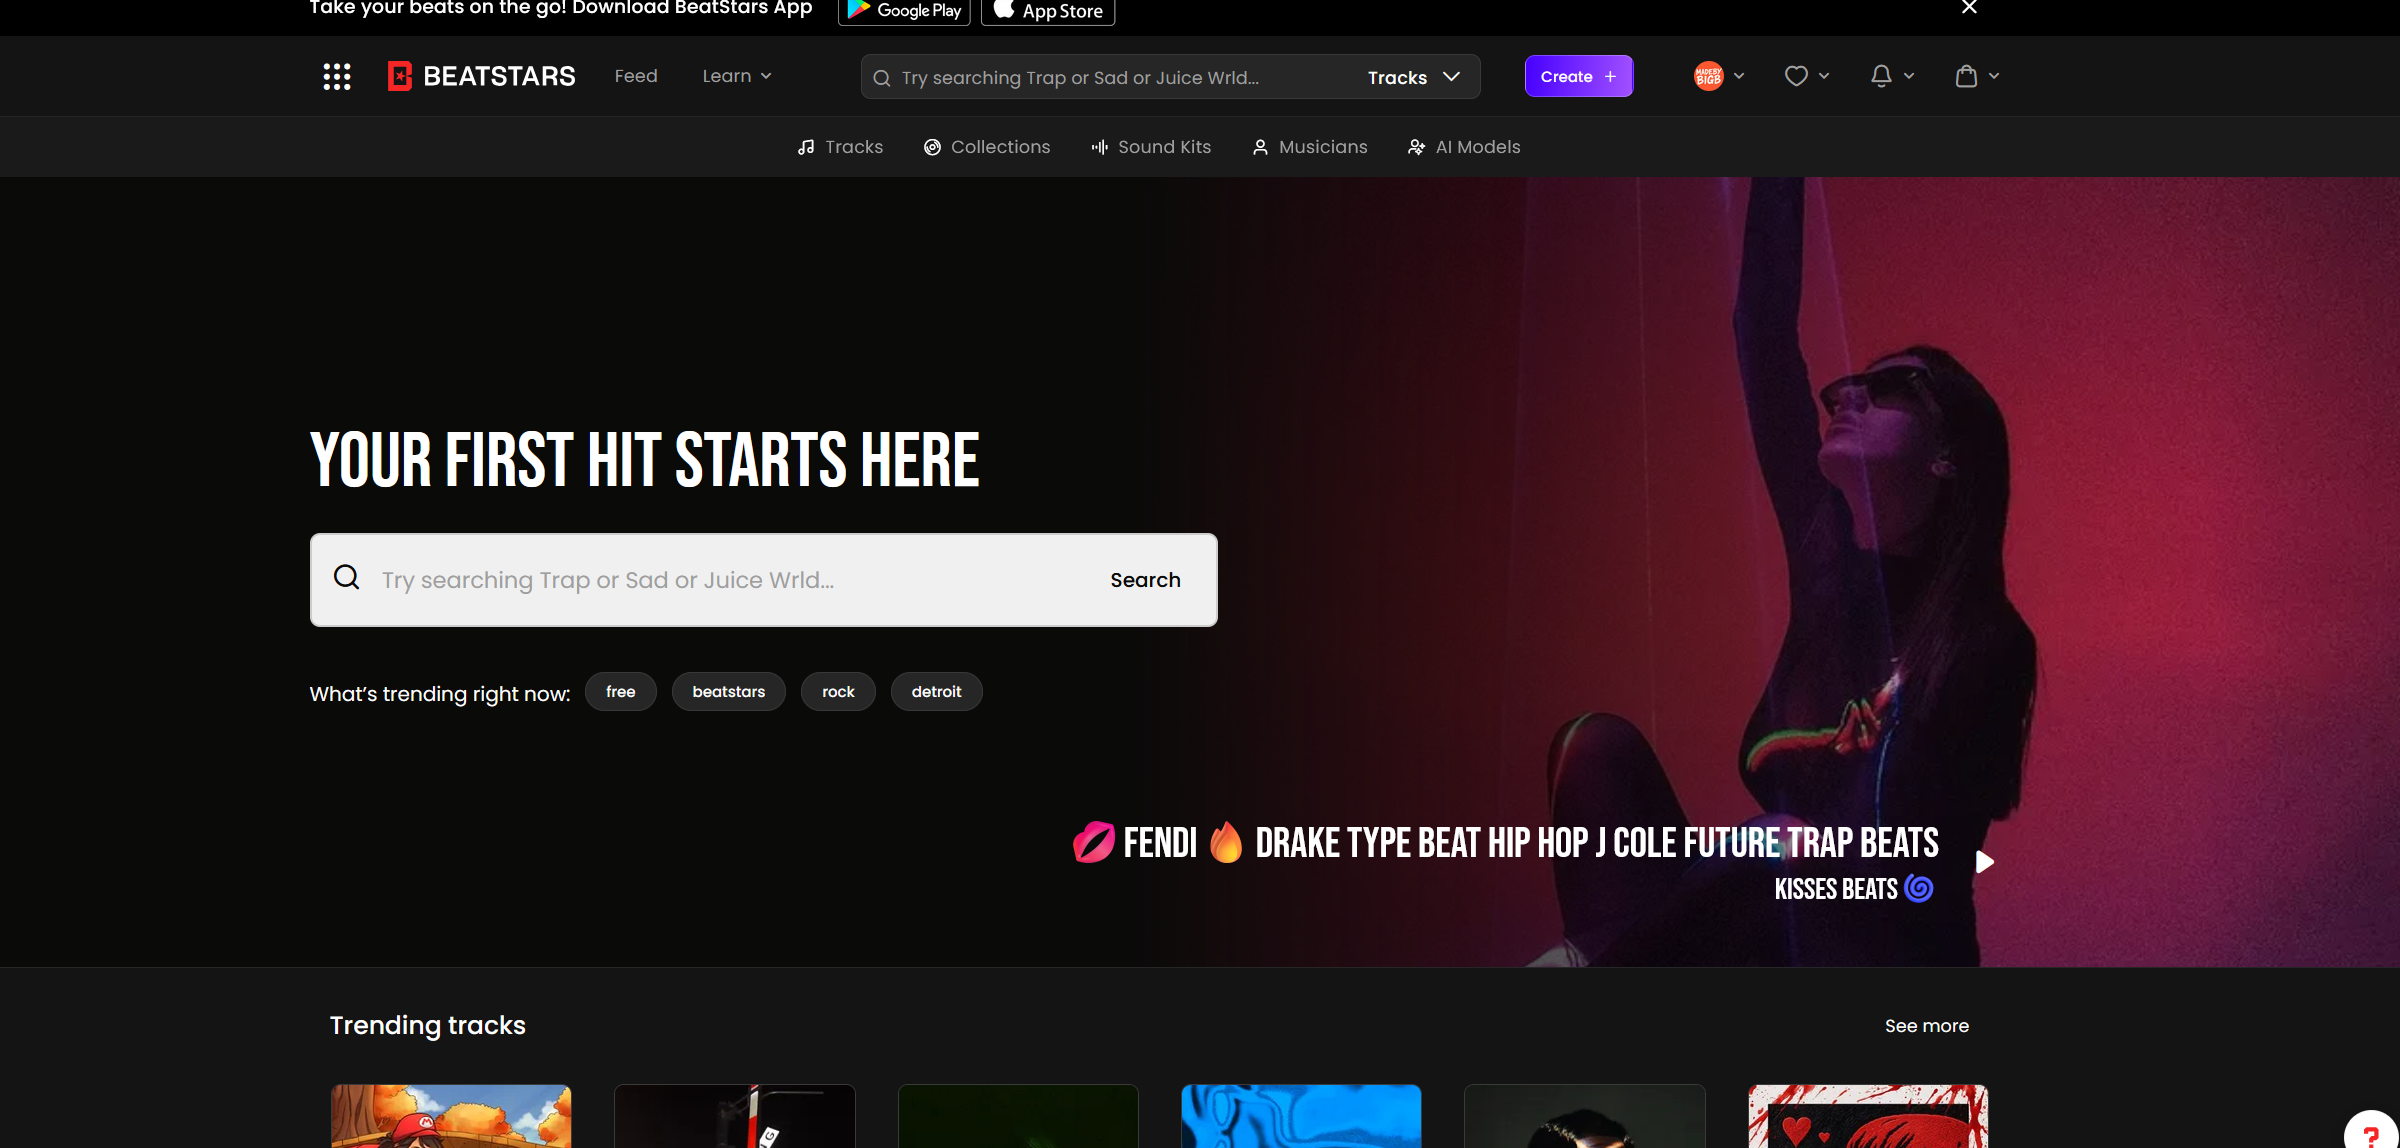 Take your beats on the go! Download BeatStars App
Google Play
App Store
BEATSTARS
Feed
Learn
Try searching Trap or Sad or Juice Wrld...
Tracks
Create +
MADE BY BIGB
Tracks
Collections
Sound Kits
Musicians
AI Models
YOUR FIRST HIT STARTS HERE
Try searching Trap or Sad or Juice Wrld...
Search
What’s trending right now:
free
beatstars
rock
detroit
💋 FENDI 🔥 DRAKE TYPE BEAT HIP HOP J COLE FUTURE TRAP BEATS
KISSES BEATS 🌀
Trending tracks
See more
M
?